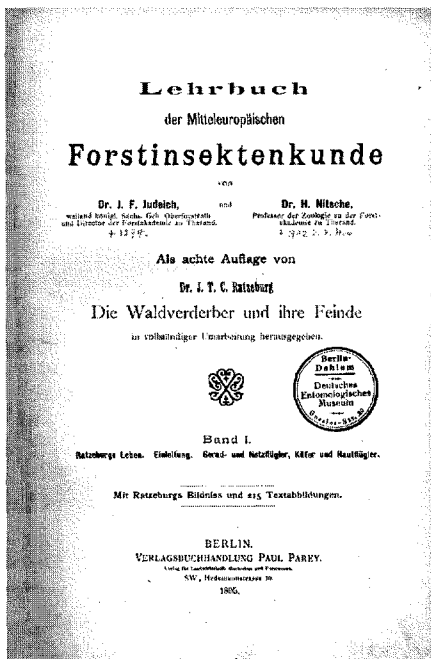 Lehrbuch
der Mitteleuropäischen
Forstinsektenkunde
von
Dr. J. F. Judeich,
weiland königl. Sächs. Geh. Oberforstrath
und Director der Forstakademie zu Tharand.
und
Dr. H. Nitsche,
Professor der Zoologie an der Forst-
akademie zu Tharand.
Als achte Auflage von
Dr. J. T. C. Ratzeburg
Die Waldverderber und ihre Feinde
in vollständiger Umarbeitung herausgegeben.
Berlin-
Dahlem
Deutsches
Entomologisches
Museum
Band I.
Ratzeburgs Leben. Einleitung. Gerad- und Netzflügler, Käfer und Hautflügler.
Mit Ratzeburgs Bildniss und 215 Textabbildungen.
BERLIN.
VERLAGSBUCHHANDLUNG PAUL PAREY.
SW., Hedemannstrasse 10.
1895.